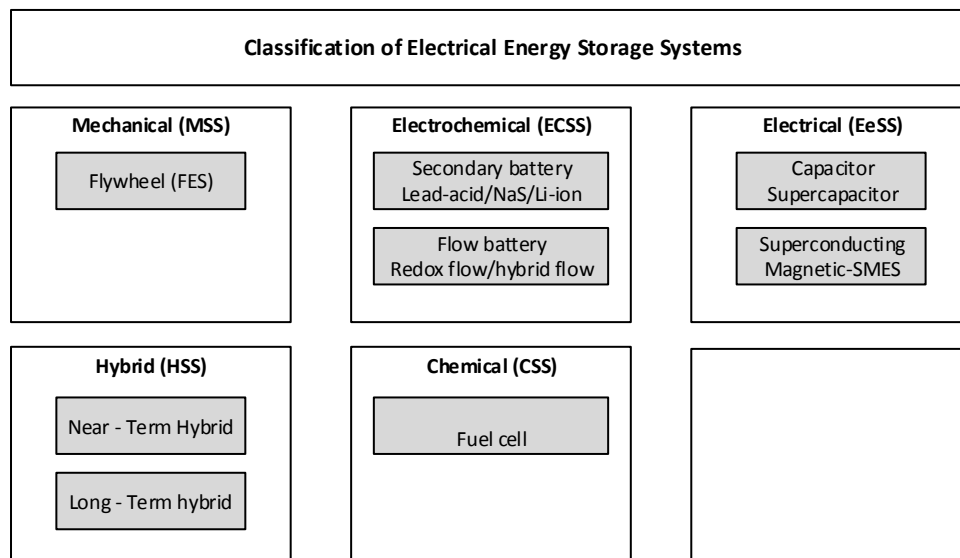 Classification of Electrical Energy Storage Systems
Mechanical (MSS)
Flywheel (FES)
Electrochemical (ECSS)
Secondary battery
Lead-acid/NaS/Li-ion
Flow battery
Redox flow/hybrid flow
Electrical (EeSS)
Capacitor
Supercapacitor
Superconducting
Magnetic-SMES
Hybrid (HSS)
Near - Term Hybrid
Long - Term hybrid
Chemical (CSS)
Fuel cell